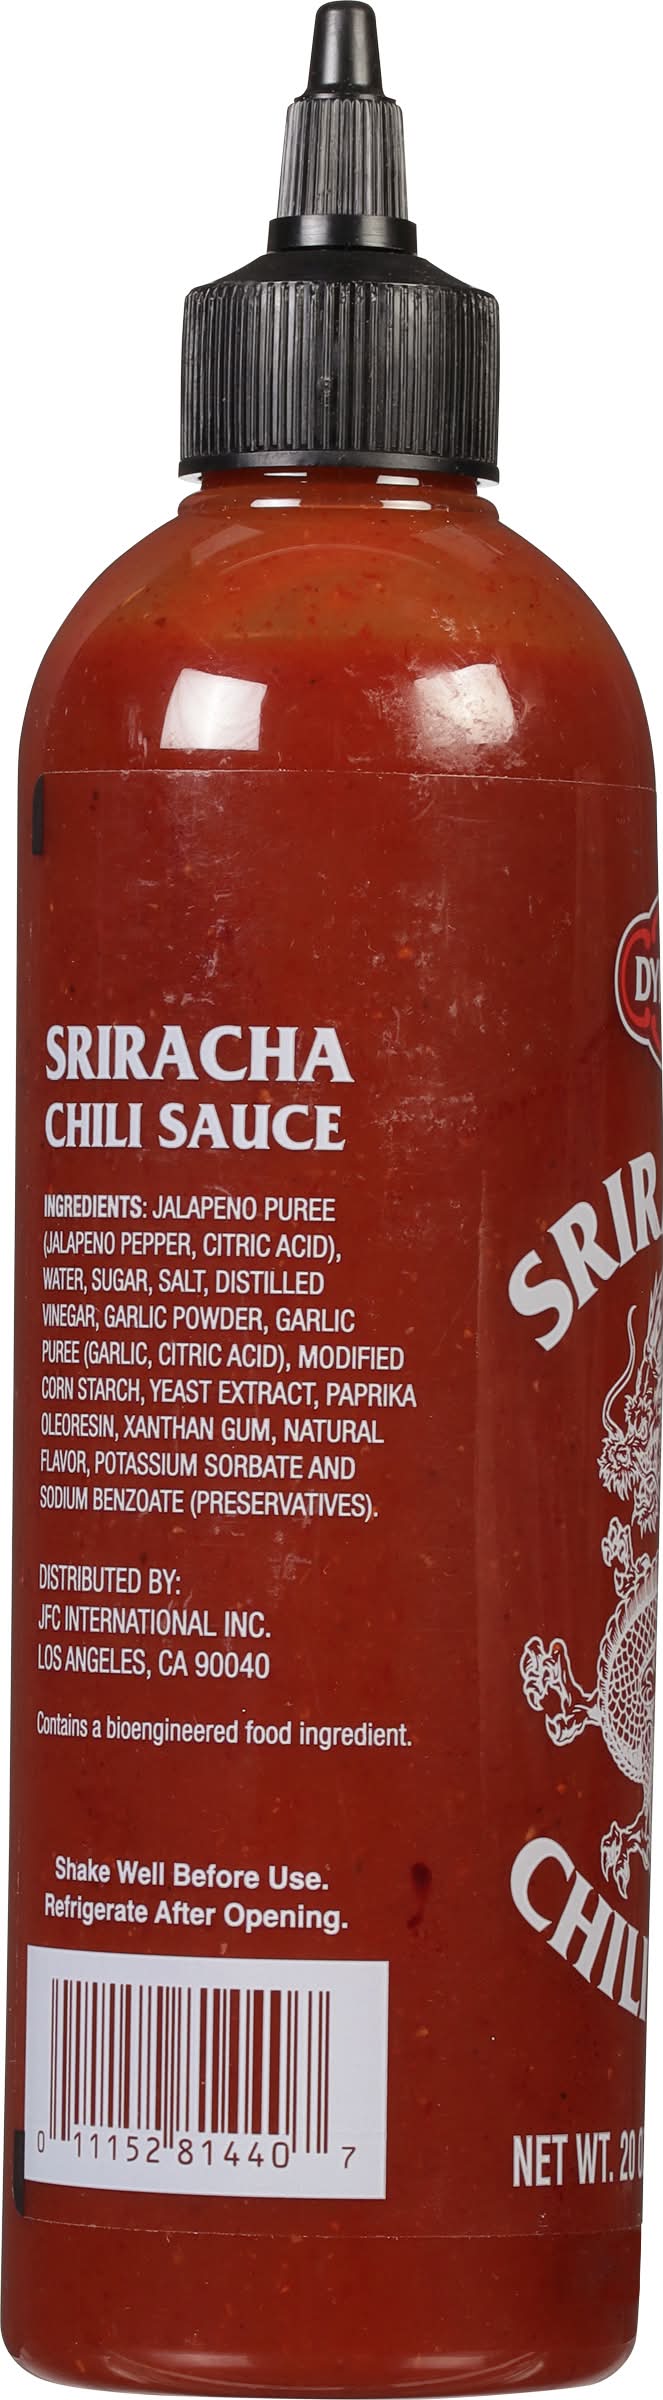 SRIRACHA
CHILI SAUCE
INGREDIENTS: JALAPENO PUREE
(JALAPENO PEPPER, CITRIC ACID),
WATER, SUGAR, SALT, DISTILLED
VINEGAR, GARLIC POWDER, GARLIC
PUREE (GARLIC, CITRIC ACID), MODIFIED
CORN STARCH, YEAST EXTRACT, PAPRIKA
OLEORESIN, XANTHAN GUM, NATURAL
FLAVOR, POTASSIUM SORBATE AND
SODIUM BENZOATE (PRESERVATIVES).
DISTRIBUTED BY:
JFC INTERNATIONAL INC.
LOS ANGELES, CA 90040
Contains a bioengineered food ingredient.
Shake Well Before Use.
Refrigerate After Opening.
0 11152 81440 7
NET WT. 20